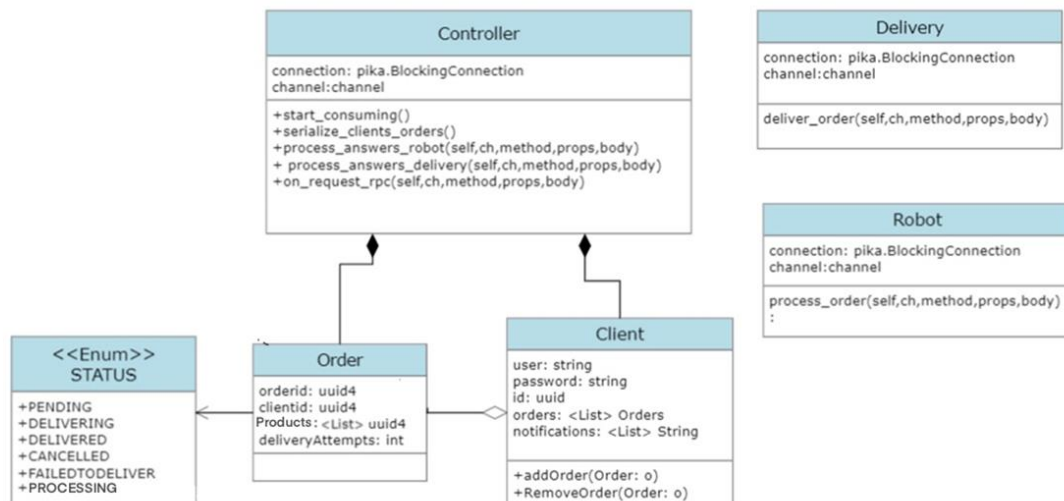 Controller
connection: pika.BlockingConnection
channel:channel
+start_consuming()
+serialize_clients_orders()
+process_answers_robot(self,ch,method,props,body)
+ process_answers_delivery(self,ch,method,props,body)
+on_request_rpc(self,ch,method,props,body)
Delivery
connection: pika.BlockingConnection
channel:channel
deliver_order(self,ch,method,props,body)
Robot
connection: pika.BlockingConnection
channel:channel
process_order(self,ch,method,props,body)
:
<<Enum>>
STATUS
+PENDING
+DELIVERING
+DELIVERED
+CANCELLED
+FAILEDTODELIVER
+PROCESSING
Order
orderid: uuid4
clientid: uuid4
Products: <List> uuid4
deliveryAttempts: int
Client
user: string
password: string
id: uuid
orders: <List> Orders
notifications: <List> String
+addOrder(Order: o)
+RemoveOrder(Order: o)